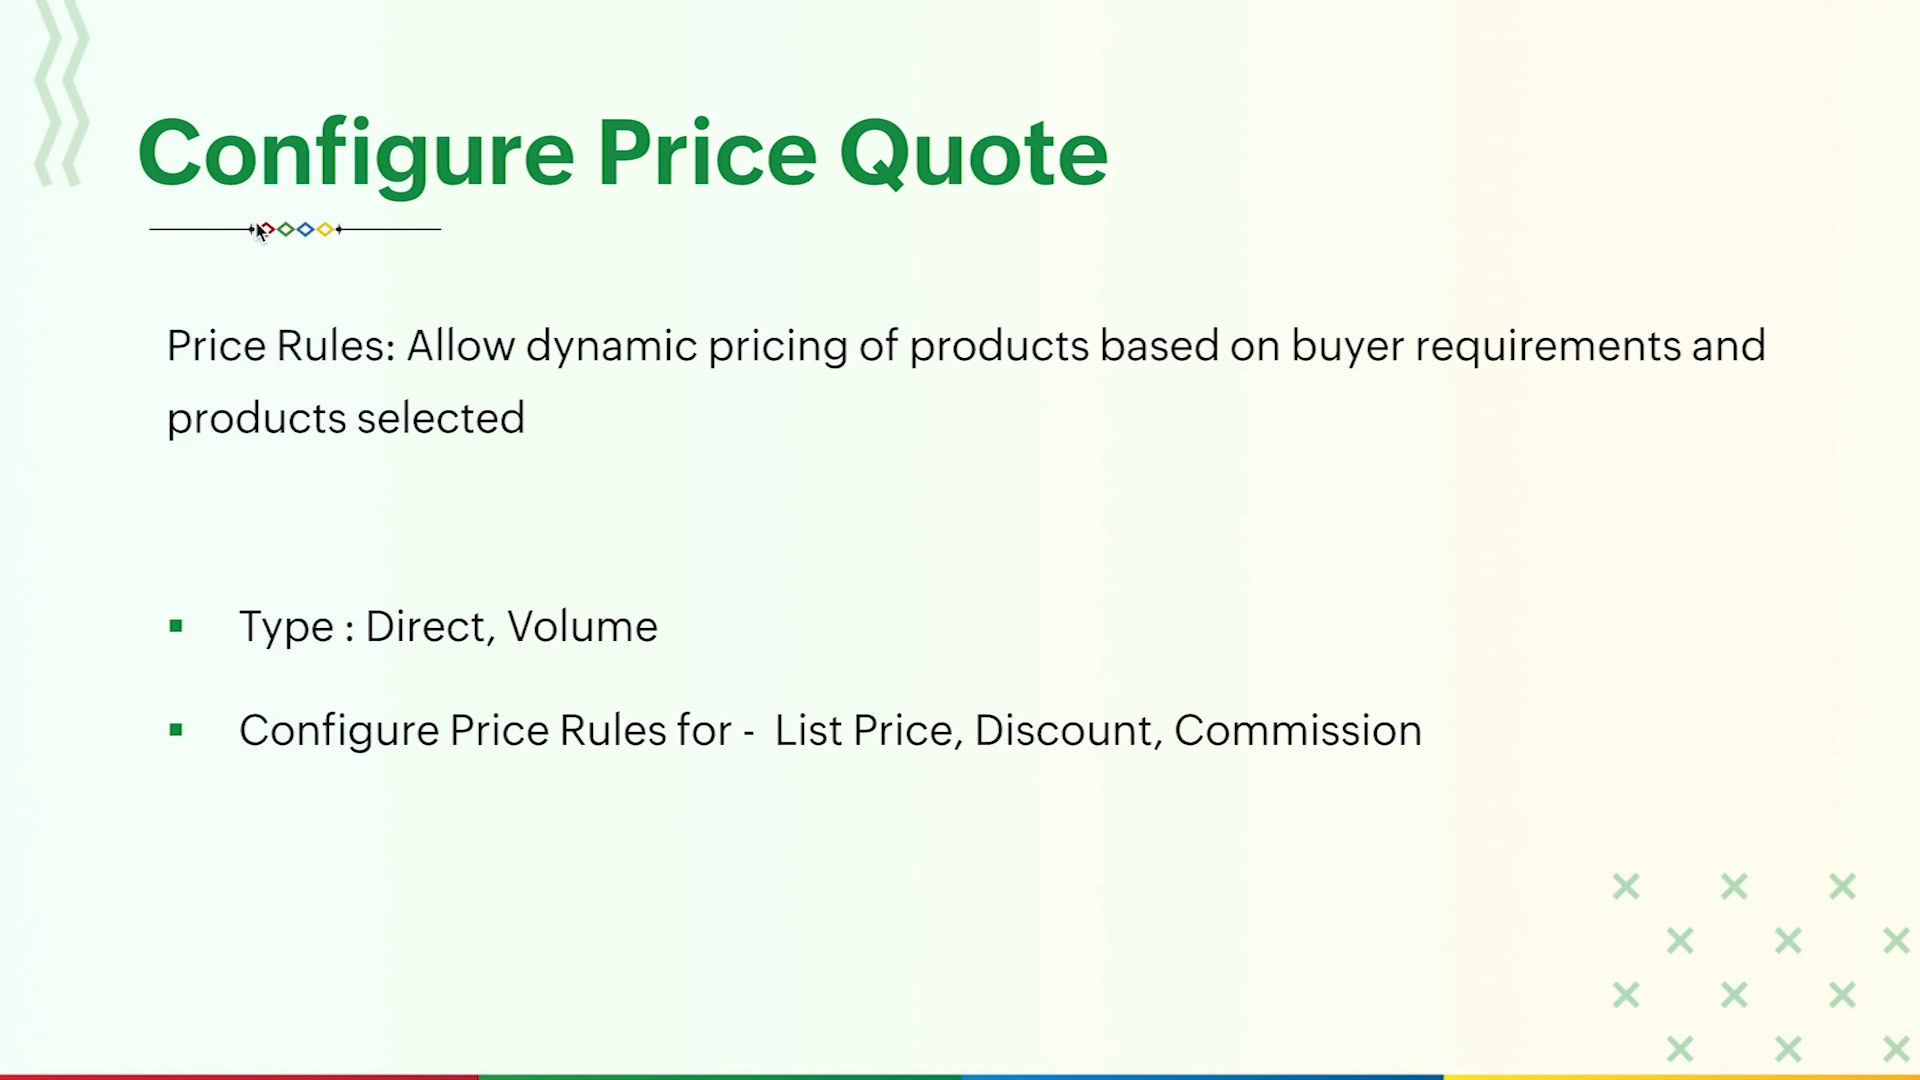 Configure Price Quote
Price Rules: Allow dynamic pricing of products based on buyer requirements and
products selected
Type : Direct, Volume
Configure Price Rules for -  List Price, Discount, Commission